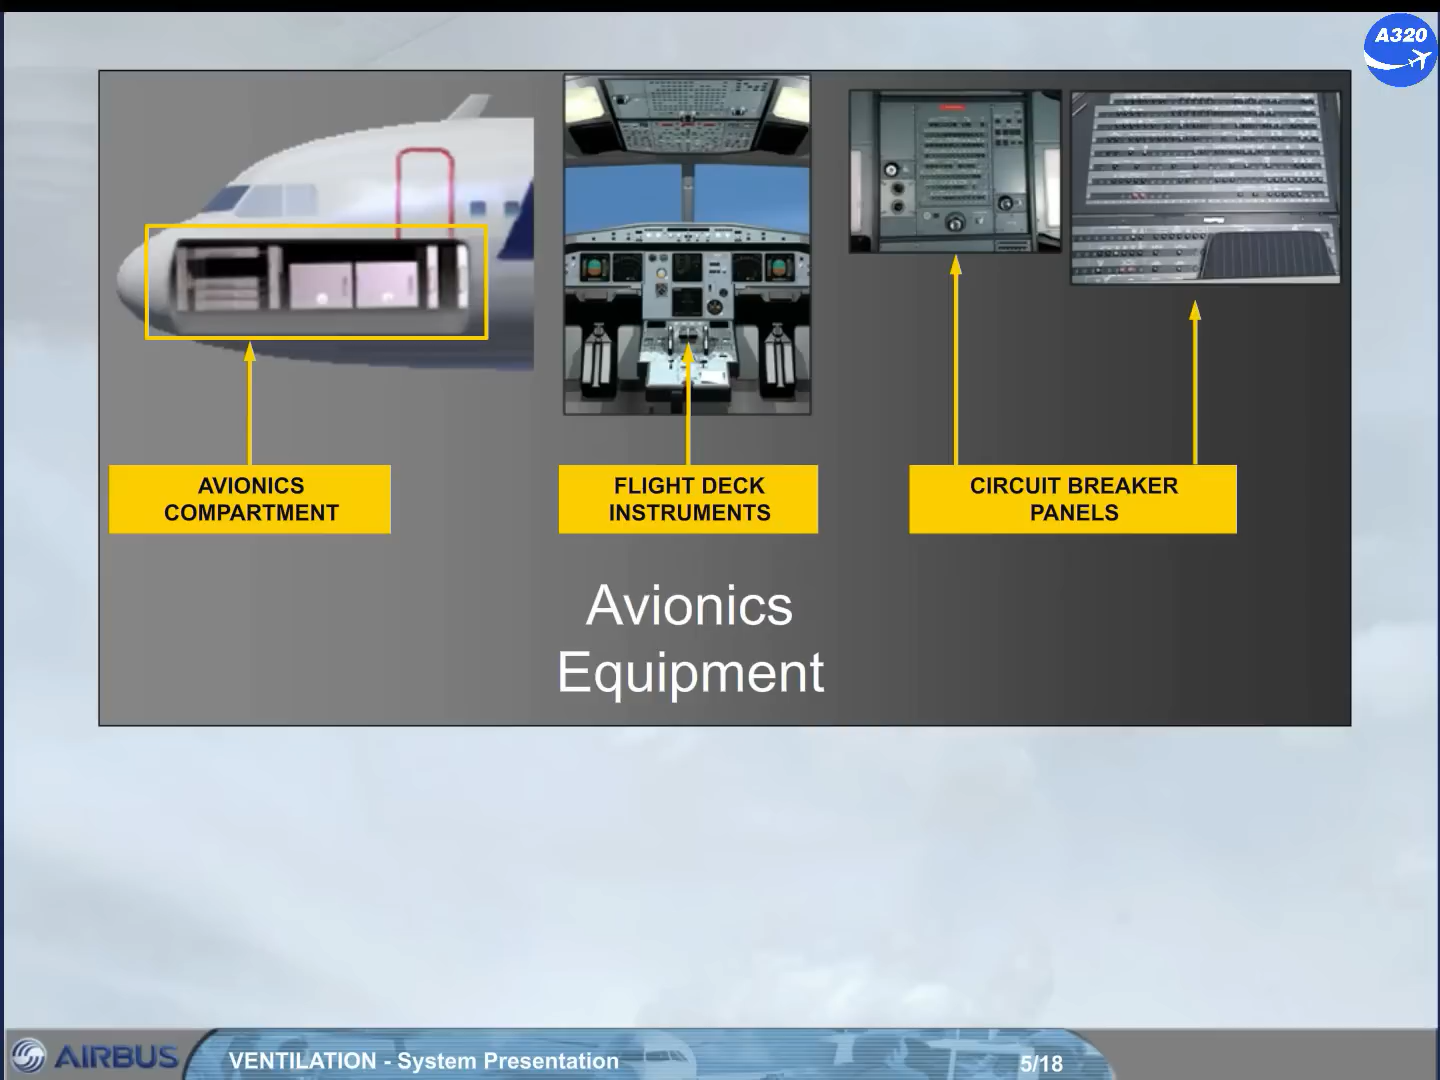 A320
AVIONICS
COMPARTMENT
FLIGHT DECK
INSTRUMENTS
CIRCUIT BREAKER
PANELS
Avionics
Equipment
AIRBUS
VENTILATION - System Presentation
5/18